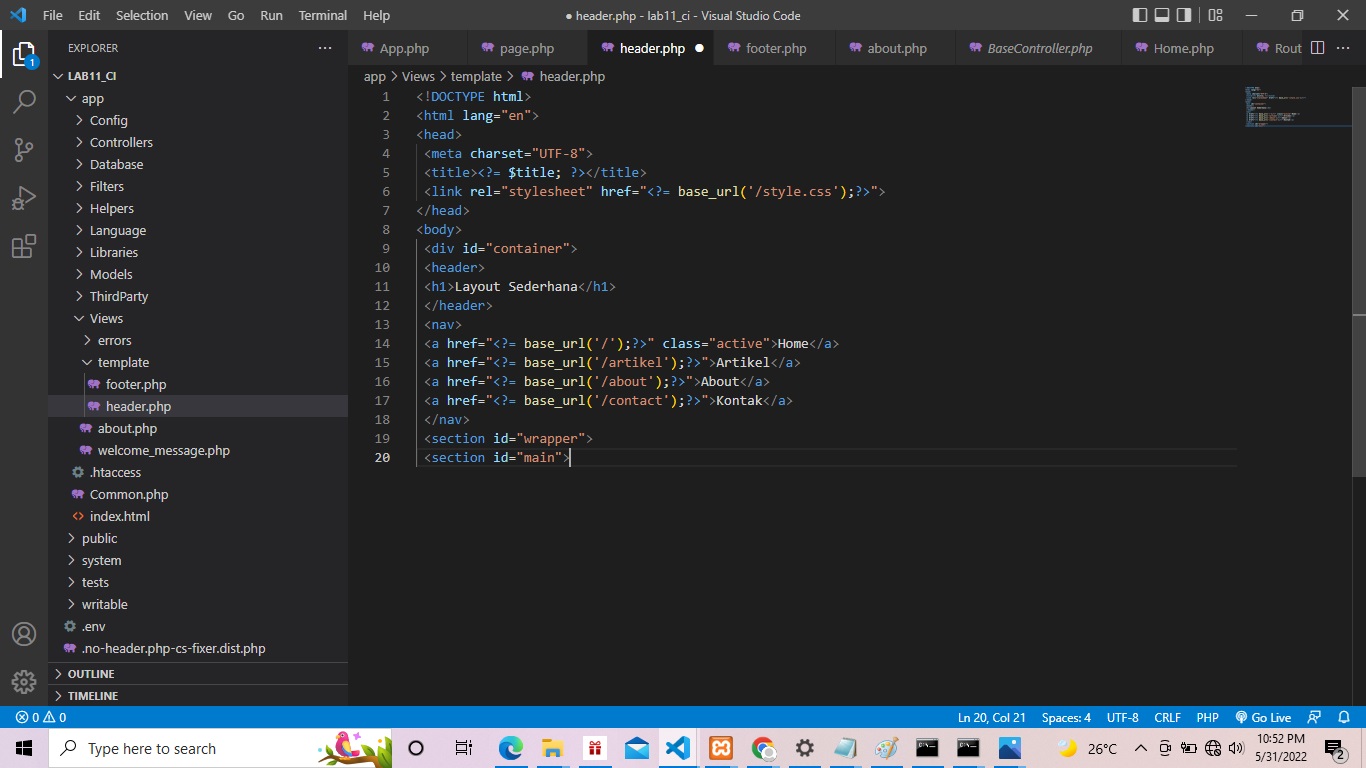 File Edit Selection View Go Run Terminal Help
● header.php - lab11_ci - Visual Studio Code
EXPLORER
1
LAB11_CI
app
Config
Controllers
Database
Filters
Helpers
Language
Libraries
Models
ThirdParty
Views
errors
template
footer.php
header.php
about.php
welcome_message.php
.htaccess
Common.php
index.html
public
system
tests
writable
.env
.no-header.php-cs-fixer.dist.php
OUTLINE
TIMELINE
App.php page.php header.php ● footer.php about.php BaseController.php Home.php Rout
app > Views > template > header.php
1 <!DOCTYPE html>
2 <html lang="en">
3 <head>
4 <meta charset="UTF-8">
5 <title><?= $title; ?></title>
6 <link rel="stylesheet" href="<?= base_url('/style.css');?>">
7 </head>
8 <body>
9 <div id="container">
10 <header>
11 <h1>Layout Sederhana</h1>
12 </header>
13 <nav>
14 <a href="<?= base_url('/');?>" class="active">Home</a>
15 <a href="<?= base_url('/artikel');?>">Artikel</a>
16 <a href="<?= base_url('/about');?>">About</a>
17 <a href="<?= base_url('/contact');?>">Kontak</a>
18 </nav>
19 <section id="wrapper">
20 <section id="main">
0 0 Ln 20, Col 21 Spaces: 4 UTF-8 CRLF PHP Go Live
Type here to search
26°C
10:52 PM
5/31/2022
2